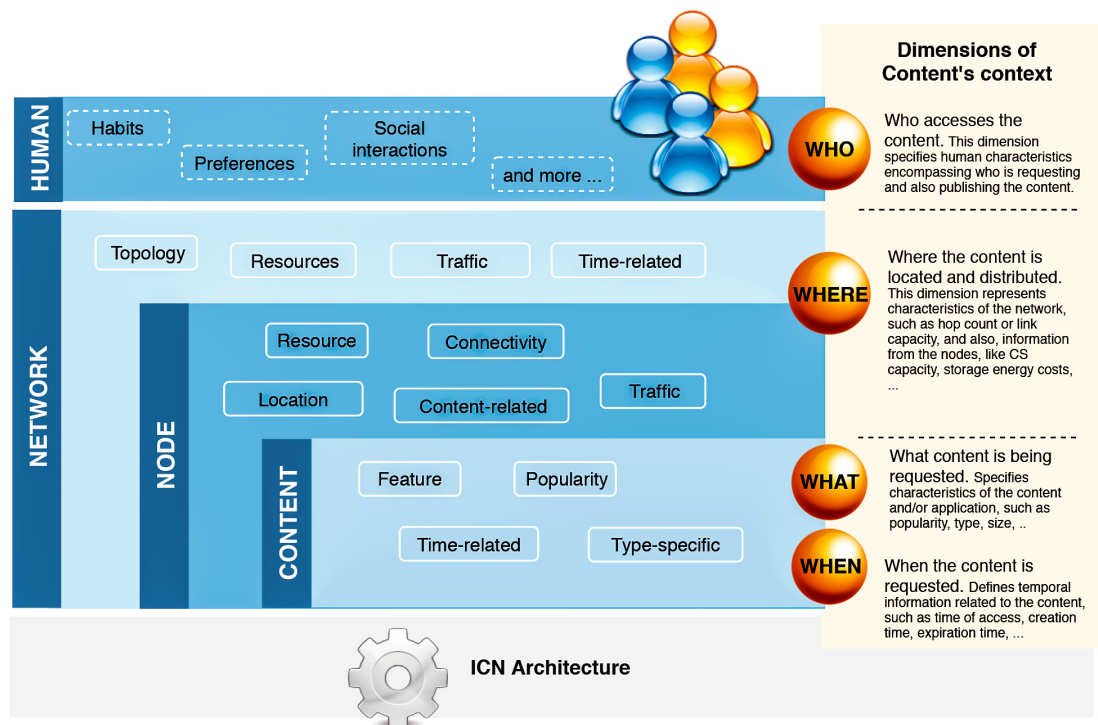 Dimensions of
Content's context
HUMAN
Habits
Preferences
Social
interactions
and more ...
WHO
Who accesses the
content. This dimension
specifies human characteristics
encompassing who is requesting
and also publishing the content.
NETWORK
Topology
Resources
Traffic
Time-related
WHERE
Where the content is
located and distributed.
This dimension represents
characteristics of the network,
such as hop count or link
capacity, and also, information
from the nodes, like CS
capacity, storage energy costs,
...
NODE
Resource
Connectivity
Location
Content-related
Traffic
CONTENT
Feature
Popularity
Time-related
Type-specific
WHAT
What content is being
requested. Specifies
characteristics of the content
and/or application, such as
popularity, type, size, ..
WHEN
When the content is
requested. Defines temporal
information related to the content,
such as time of access, creation
time, expiration time, ...
ICN Architecture